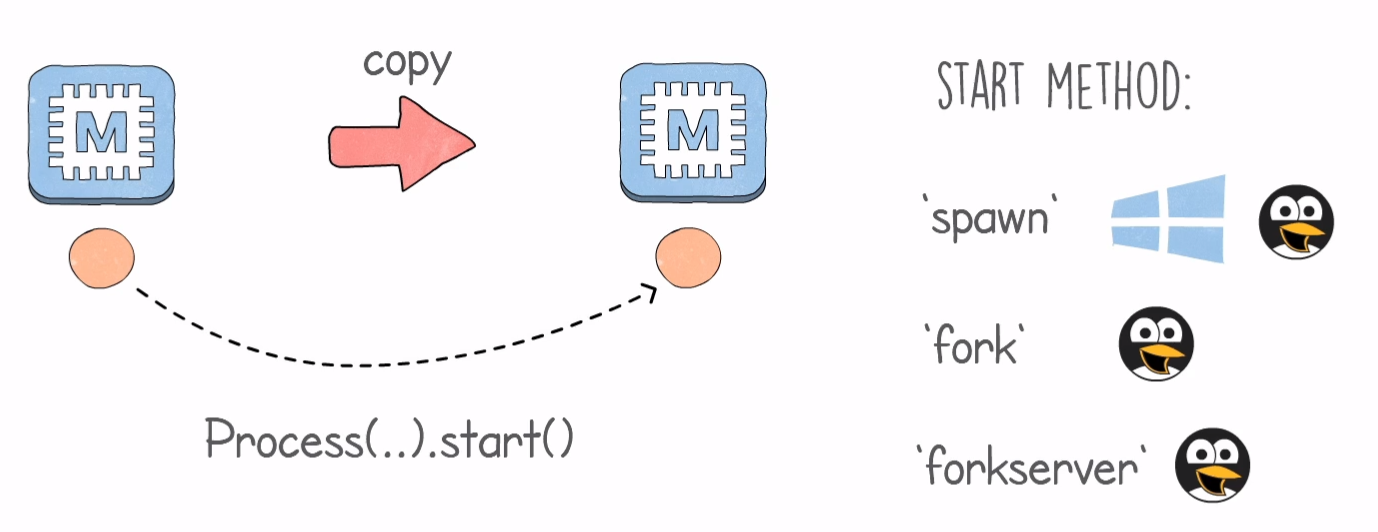 copy
M
M
Process(..).start()
START METHOD:
`spawn`
`fork`
`forkserver`